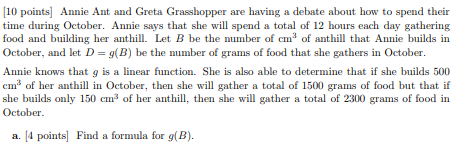 [10 points] Annie Ant and Greta Grasshopper are having a debate about how to spend their
time during October. Annie says that she will spend a total of 12 hours each day gathering
food and building her anthill. Let B be the number of cm³ of anthill that Annie builds in
October, and let D = g(B) be the number of grams of food that she gathers in October.
Annie knows that g is a linear function. She is also able to determine that if she builds 500
cm³ of her anthill in October, then she will gather a total of 1500 grams of food but that if
she builds only 150 cm³ of her anthill, then she will gather a total of 2300 grams of food in
October.
a. [4 points] Find a formula for g(B).